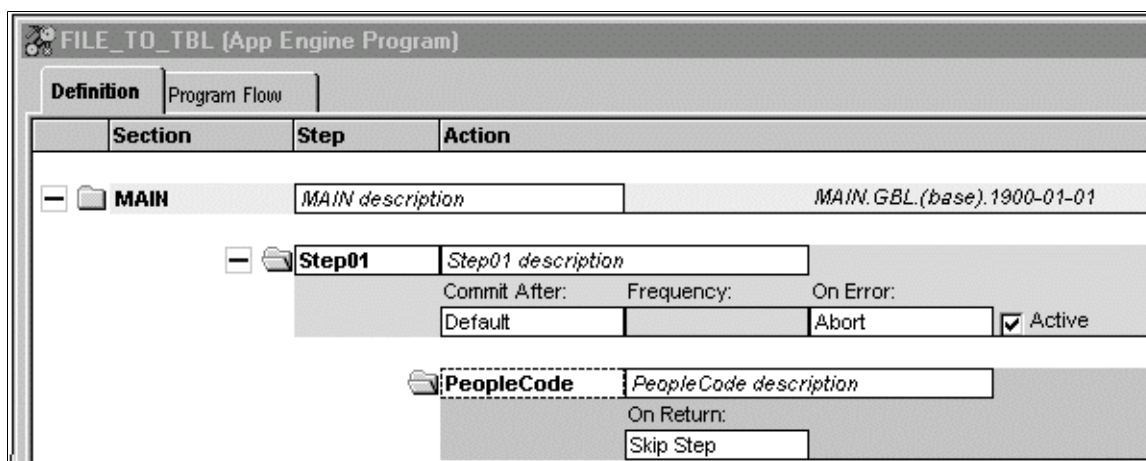 FILE_TO_TBL (App Engine Program)
Definition Program Flow
Section Step Action
MAIN MAIN description MAIN.GBL.(base).1900-01-01
Step01 Step01 description
Commit After: Frequency: On Error:
Default Abort Active
PeopleCode PeopleCode description
On Return:
Skip Step